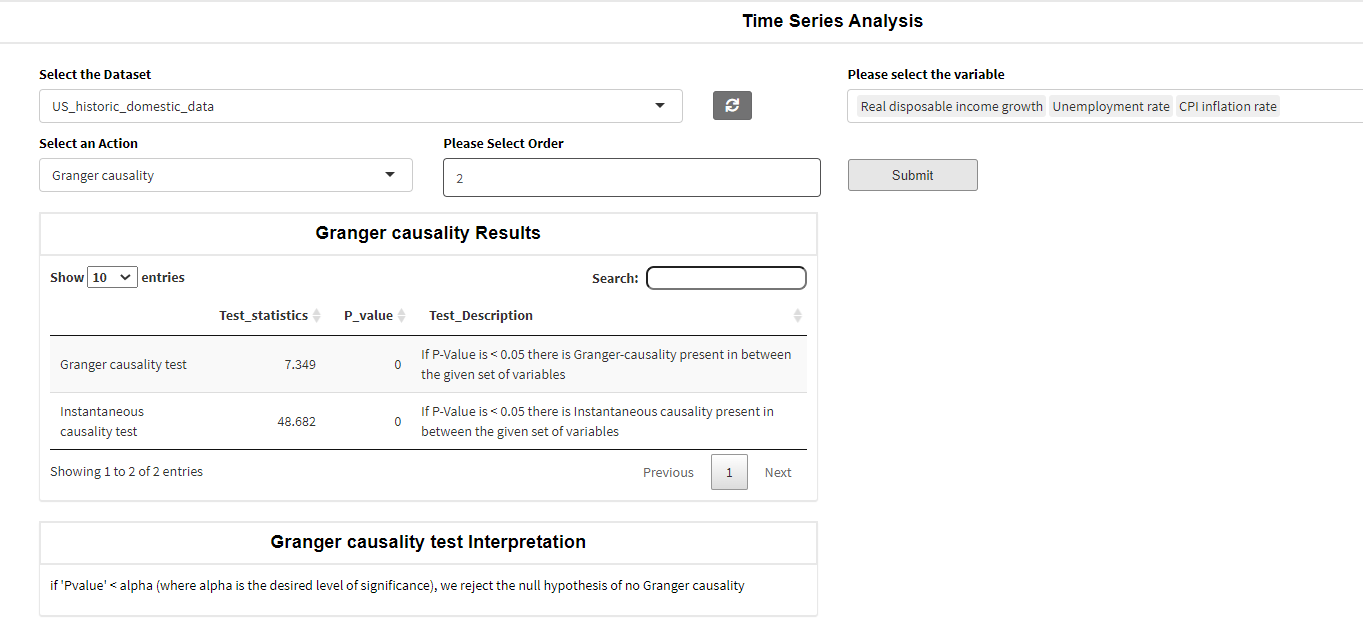 Time Series Analysis
Select the Dataset
Please select the variable
US_historic_domestic_data
Real disposable income growth Unemployment rate CPI inflation rate
Select an Action
Please Select Order
Granger causality
2
Submit
Granger causality Results
Show 10 entries
Search:
Test_statistics P_value Test_Description
Granger causality test 7.349 0 If P-Value is < 0.05 there is Granger-causality present in between
the given set of variables
Instantaneous
causality test 48.682 0 If P-Value is < 0.05 there is Instantaneous causality present in
between the given set of variables
Showing 1 to 2 of 2 entries
Previous 1 Next
Granger causality test Interpretation
if 'Pvalue' < alpha (where alpha is the desired level of significance), we reject the null hypothesis of no Granger causality